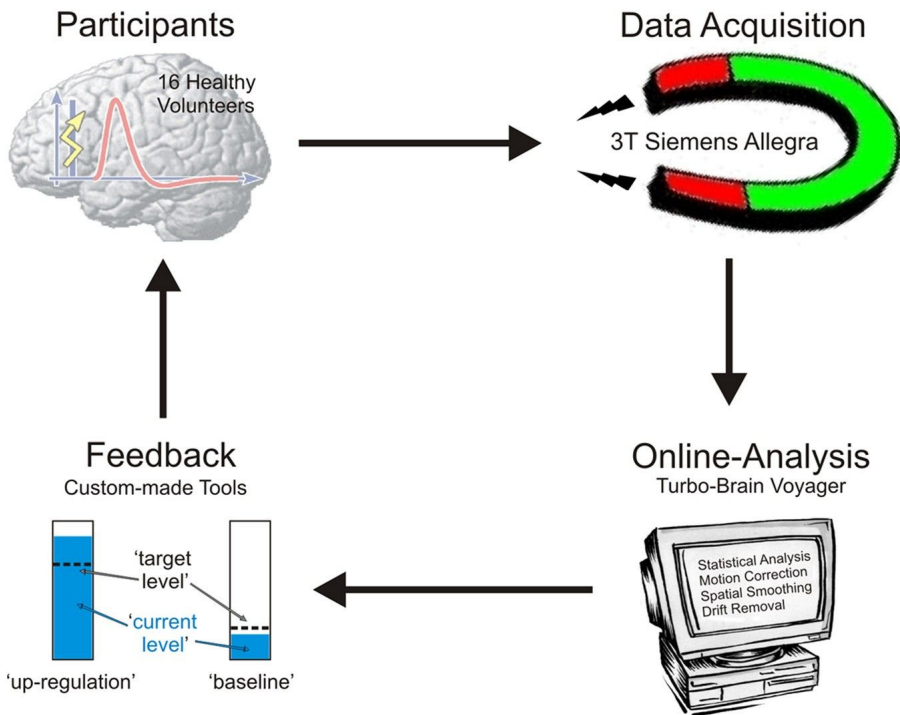 Participants
16 Healthy
Volunteers
Data Acquisition
3T Siemens Allegra
Feedback
Custom-made Tools
'target
level'
'current
level'
'up-regulation'
'baseline'
Online-Analysis
Turbo-Brain Voyager
Statistical Analysis
Motion Correction
Spatial Smoothing
Drift Removal